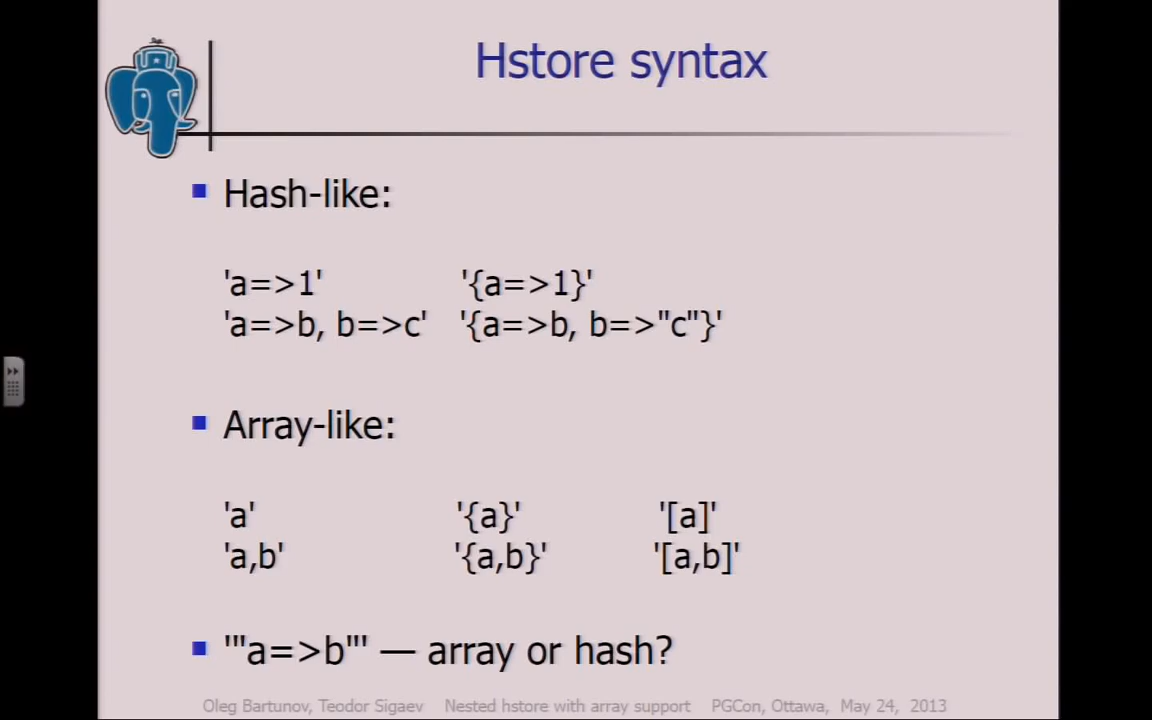 Hstore syntax
Hash-like:
'a=>1' '{a=>1}'
'a=>b, b=>c' '{a=>b, b=>"c"}'
Array-like:
'a' '{a}' '[a]'
'a,b' '{a,b}' '[a,b]'
'"a=>b"' — array or hash?
Oleg Bartunov, Teodor Sigaev Nested hstore with array support PGCon, Ottawa, May 24, 2013